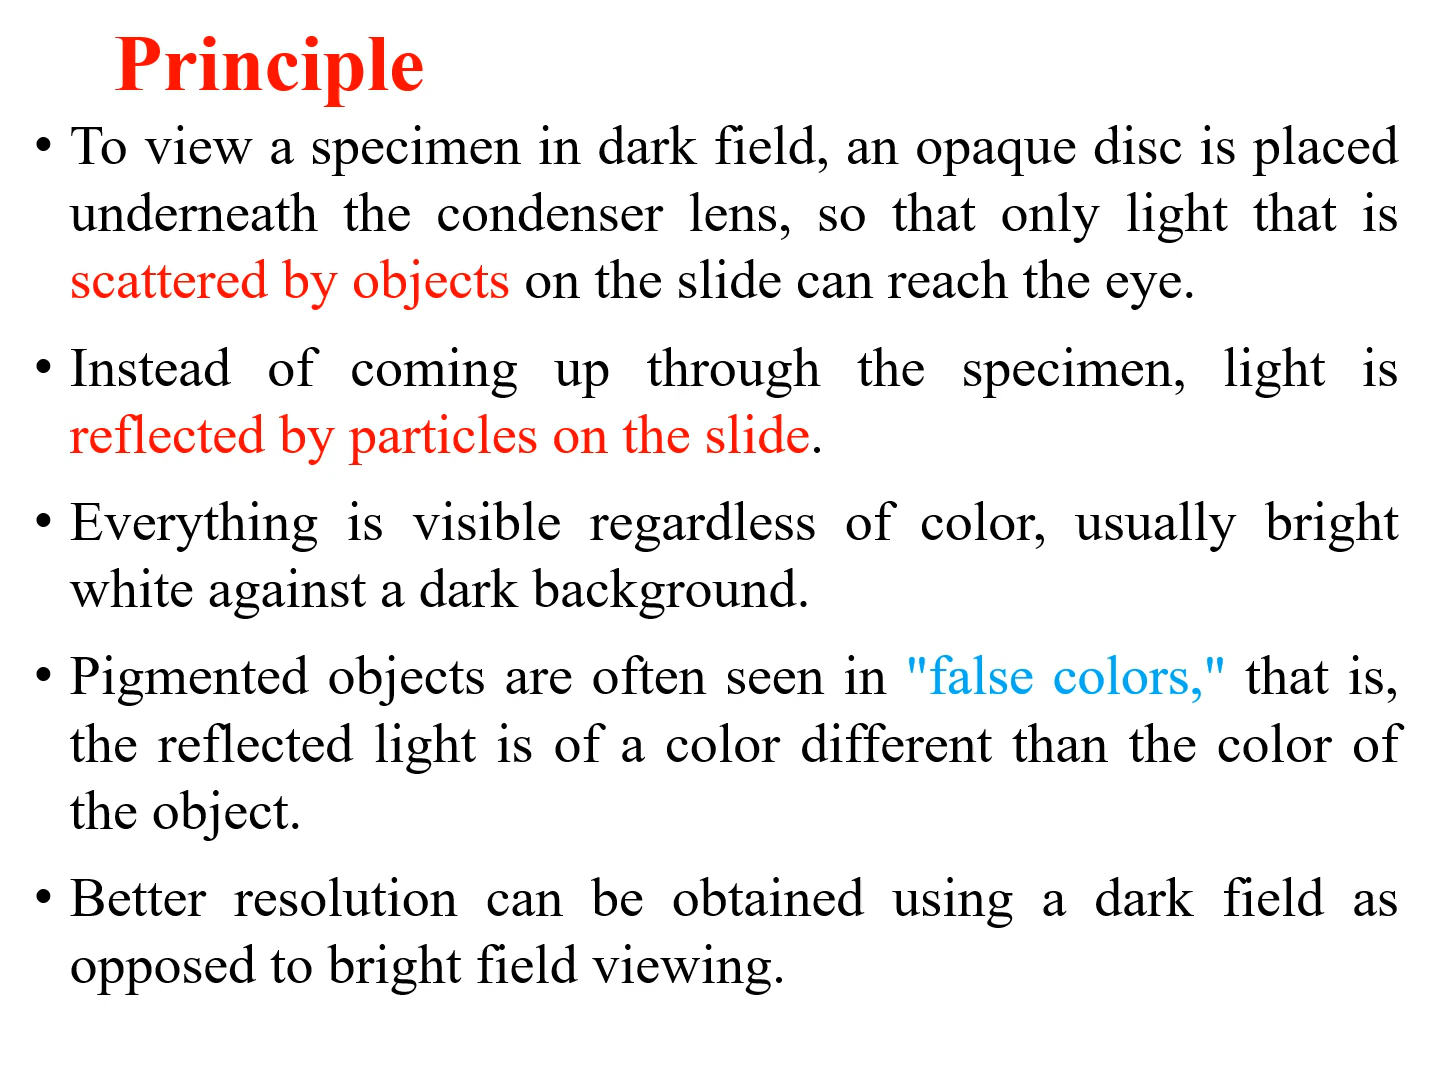 Principle
• To view a specimen in dark field, an opaque disc is placed
underneath the condenser lens, so that only light that is
scattered by objects on the slide can reach the eye.
• Instead of coming up through the specimen, light is
reflected by particles on the slide.
• Everything is visible regardless of color, usually bright
white against a dark background.
• Pigmented objects are often seen in "false colors," that is,
the reflected light is of a color different than the color of
the object.
• Better resolution can be obtained using a dark field as
opposed to bright field viewing.